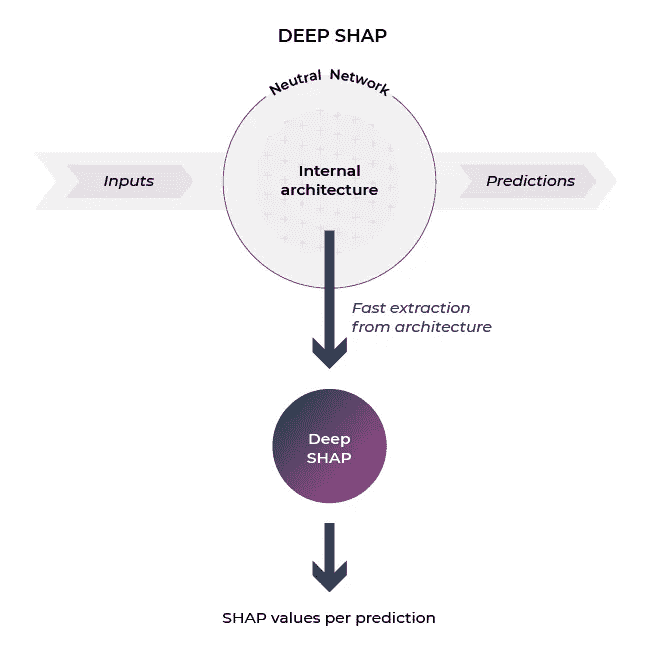 DEEP SHAP
Neutral Network
Inputs
Internal
architecture
Predictions
Fast extraction
from architecture
Deep
SHAP
SHAP values per prediction